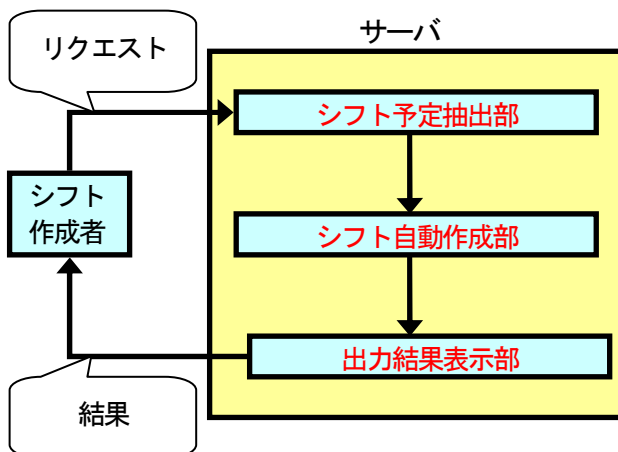 リクエスト
サーバ
シフト予定抽出部
シフト
作成者
シフト自動作成部
出力結果表示部
結果